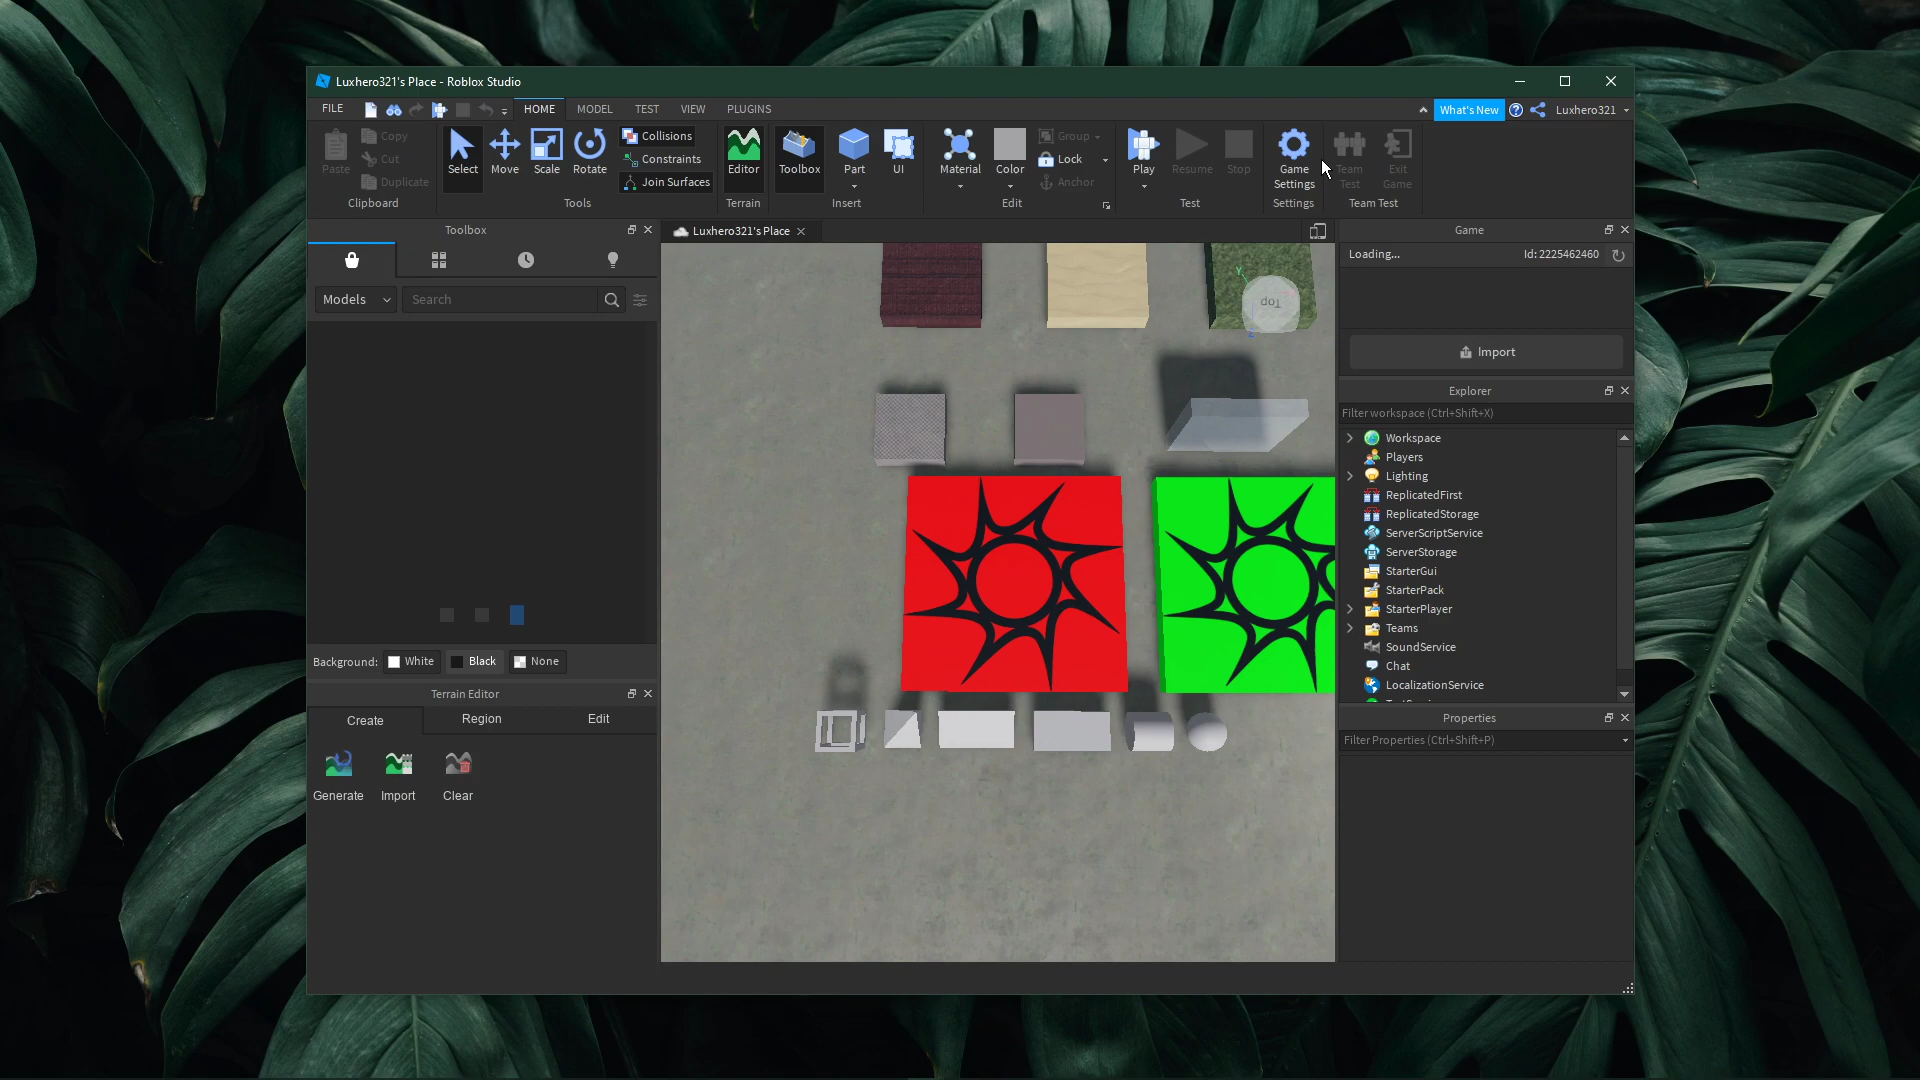 Luxhero321's Place - Roblox Studio
FILE
HOME
MODEL
TEST
VIEW
PLUGINS
What's New
Luxhero321
Paste
Copy
Cut
Duplicate
Clipboard
Select
Move
Scale
Rotate
Collisions
Constraints
Join Surfaces
Tools
Editor
Terrain
Toolbox
Part
UI
Insert
Material
Color
Group
Lock
Anchor
Edit
Play
Resume
Stop
Test
Game
Settings
Settings
Team
Test
Exit
Game
Team Test
Toolbox
Models
Search
Background:
White
Black
None
Terrain Editor
Create
Region
Edit
Generate
Import
Clear
Luxhero321's Place
Y
Top
Z
Game
Loading...
Id: 2225462460
Import
Explorer
Filter workspace (Ctrl+Shift+X)
Workspace
Players
Lighting
ReplicatedFirst
ReplicatedStorage
ServerScriptService
ServerStorage
StarterGui
StarterPack
StarterPlayer
Teams
SoundService
Chat
LocalizationService
Properties
Filter Properties (Ctrl+Shift+P)